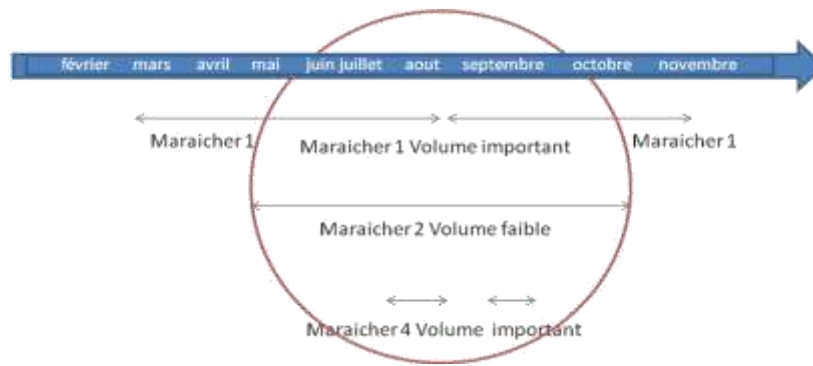 février mars avril mai juin juillet aout septembre octobre novembre
Maraicher 1 Maraicher 1 Volume important Maraicher 1
Maraicher 2 Volume faible
Maraicher 4 Volume important